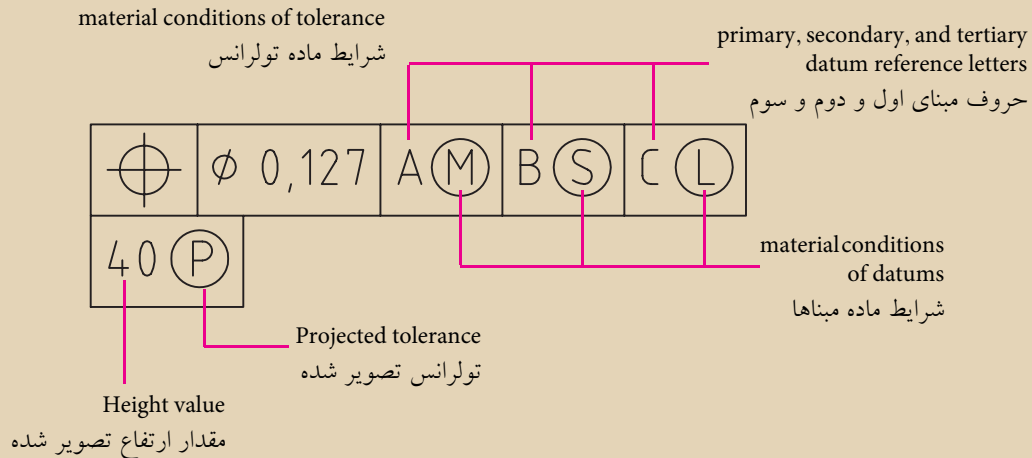 material conditions of tolerance
شرایط ماده تولرانس
primary, secondary, and tertiary
datum reference letters
حروف مبنای اول و دوم و سوم
⌀ 0,127 A Ⓜ B Ⓢ C Ⓛ
40 Ⓟ
material conditions
of datums
شرایط ماده مبناها
Projected tolerance
تولرانس تصویر شده
Height value
مقدار ارتفاع تصویر شده